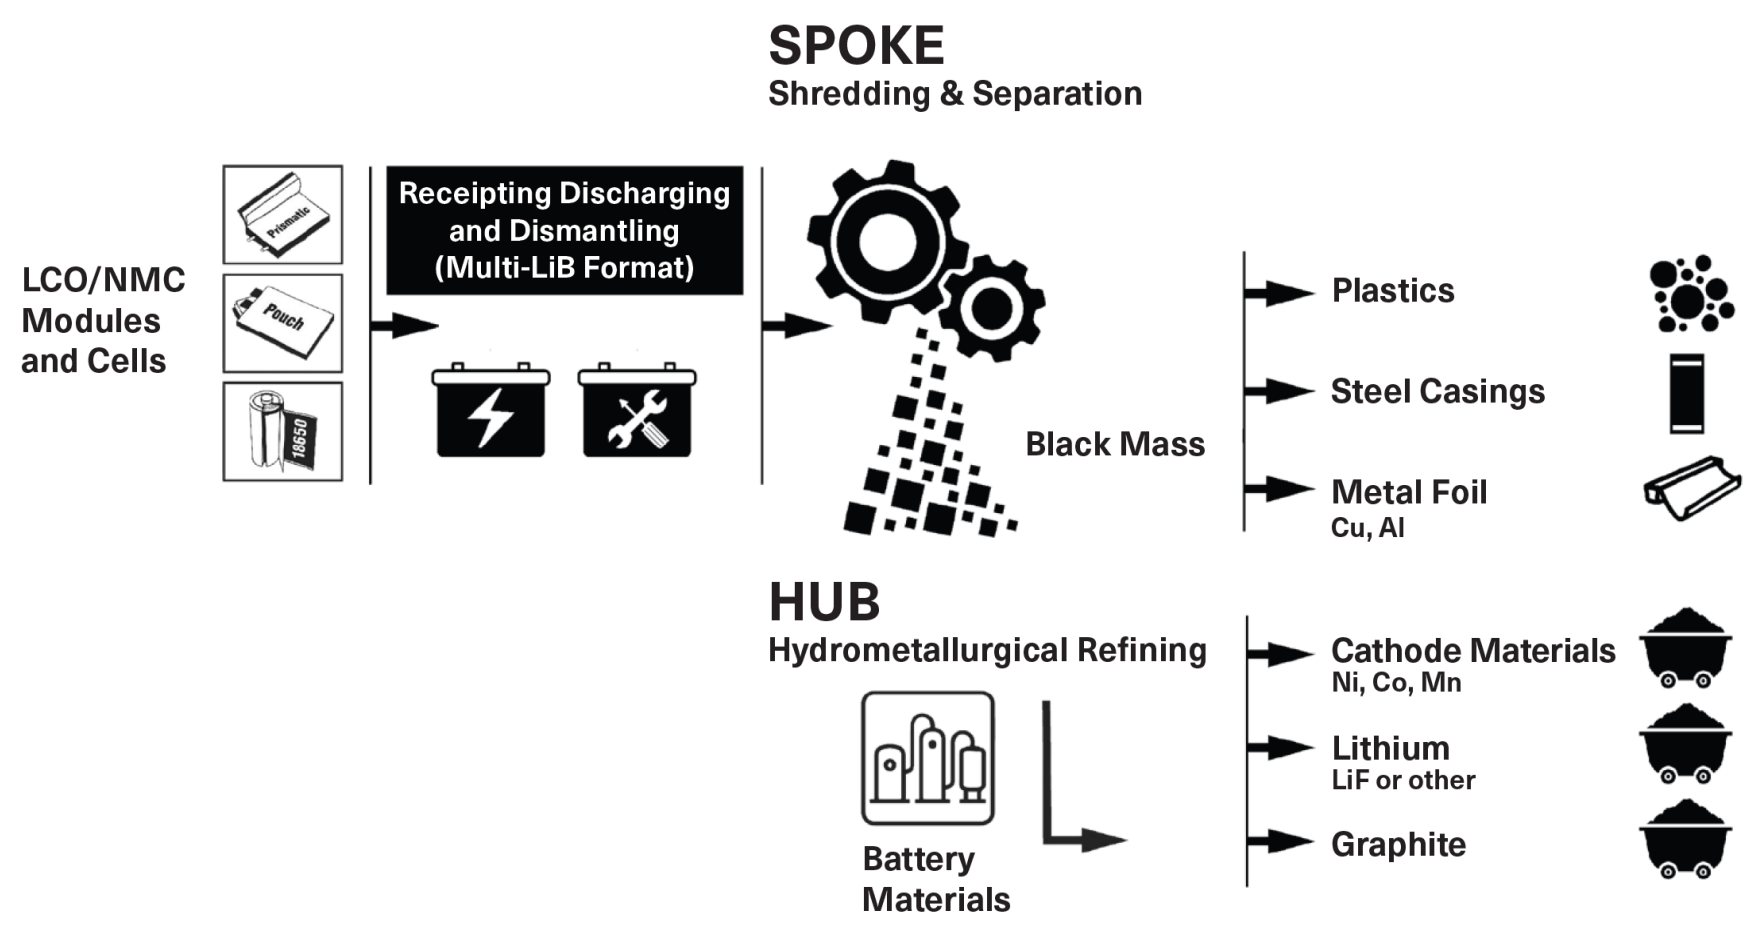 SPOKE
Shredding & Separation
LCO/NMC
Modules
and Cells
Prismatic
Pouch
18650
Receipting Discharging
and Dismantling
(Multi-LiB Format)
Black Mass
Plastics
Steel Casings
Metal Foil
Cu, Al
HUB
Hydrometallurgical Refining
Battery
Materials
Cathode Materials
Ni, Co, Mn
Lithium
LiF or other
Graphite